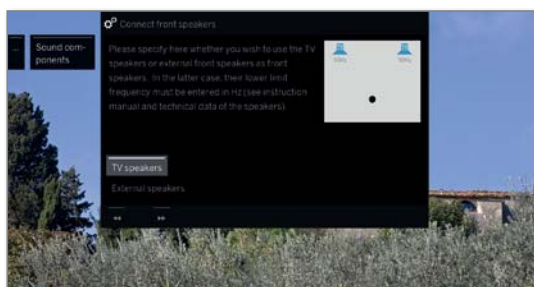 Connect front speakers
...
Sound com-
ponents
Please specify here whether you wish to use the TV
speakers or external front speakers as front
speakers. In the latter case, their lower limit
frequency must be entered in Hz (see instruction
manual and technical data of the speakers).
TV speakers
External speakers